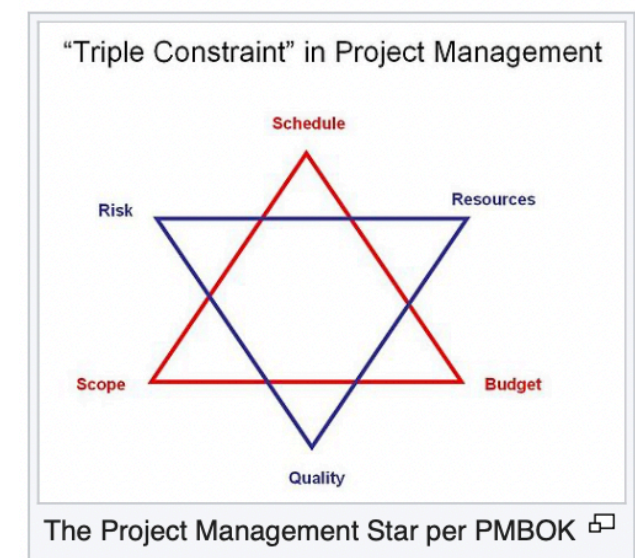 “Triple Constraint” in Project Management
Schedule
Risk
Resources
Scope
Budget
Quality
The Project Management Star per PMBOK